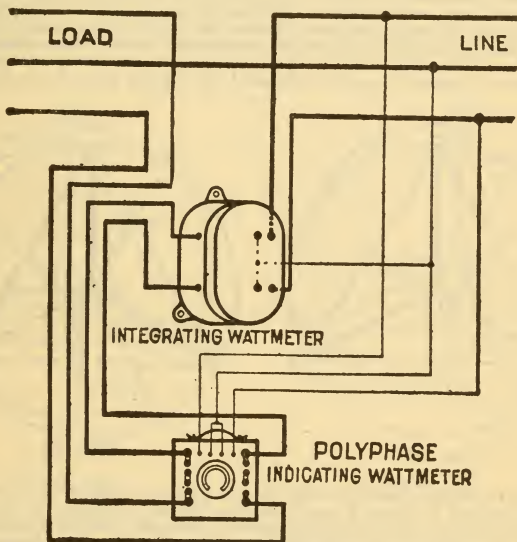 LOAD
LINE
INTEGRATING WATTMETER
POLYPHASE
INDICATING WATTMETER